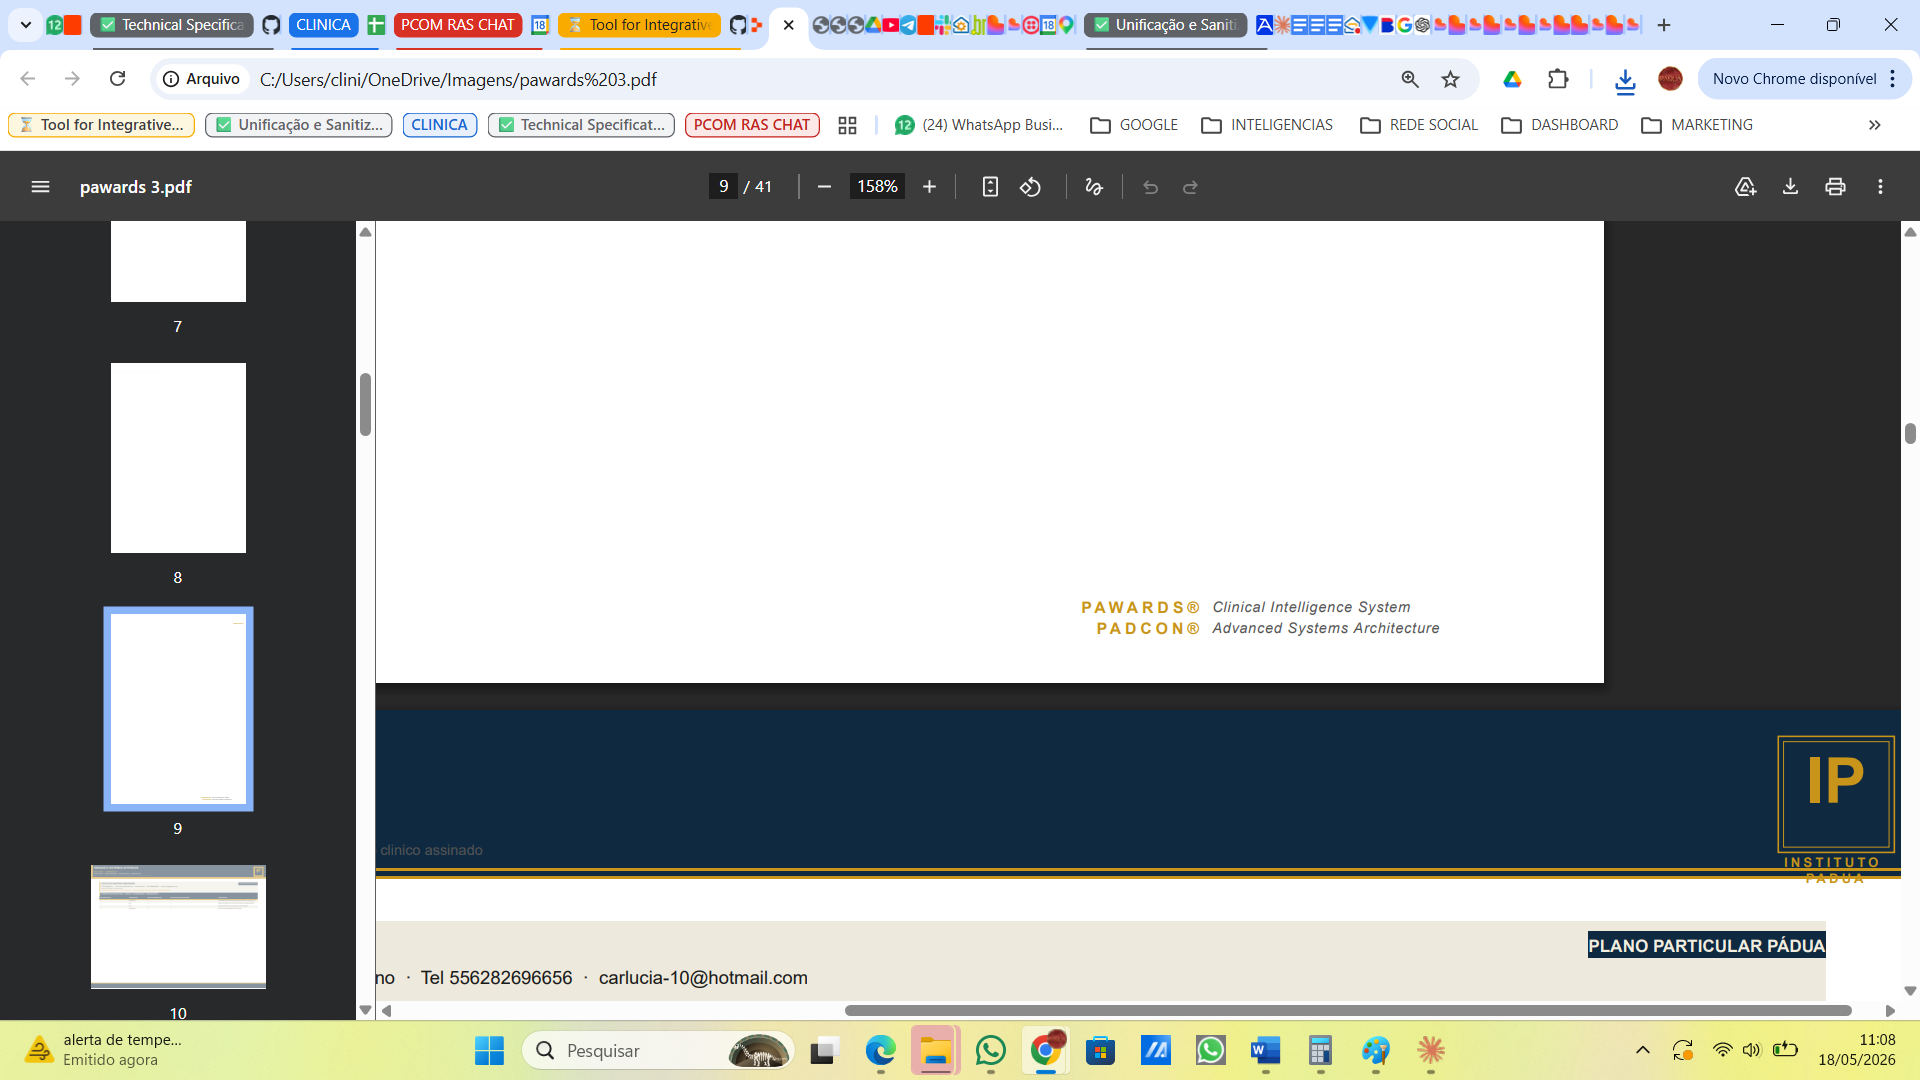 Technical Specifica
CLINICA
PCOM RAS CHAT
Tool for Integrative
Unificação e Saniti
Arquivo
C:/Users/clini/OneDrive/Imagens/pawards%203.pdf
Novo Chrome disponível
Tool for Integrative...
Unificação e Sanitiz...
CLINICA
Technical Specificat...
PCOM RAS CHAT
(24) WhatsApp Busi...
GOOGLE
INTELIGENCIAS
REDE SOCIAL
DASHBOARD
MARKETING
pawards 3.pdf
9 / 41
158%
7
8
9
10
PAWARDS® Clinical Intelligence System
PADCON® Advanced Systems Architecture
IP
INSTITUTO
PADUA
clinico assinado
PLANO PARTICULAR PÁDUA
no · Tel 556282696656 · carlucia-10@hotmail.com
alerta de tempe...
Emitido agora
Pesquisar
11:08
18/05/2026